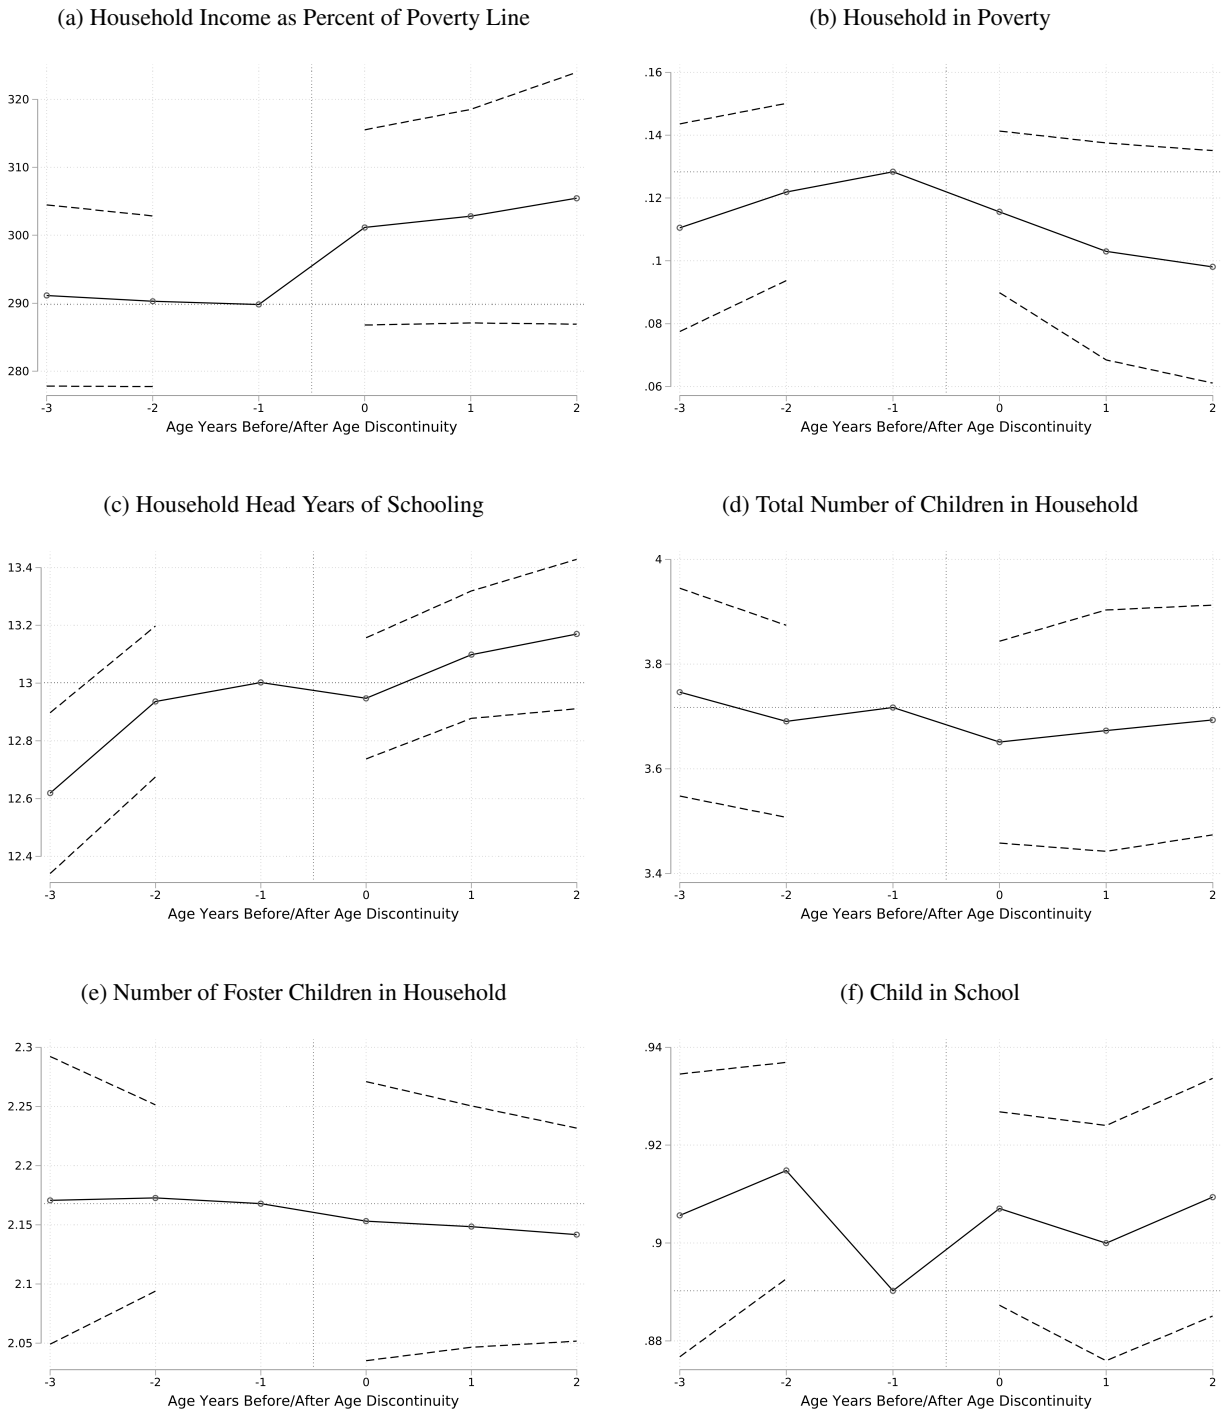 (a) Household Income as Percent of Poverty Line
320
310
300
290
280
-3 -2 -1 0 1 2
Age Years Before/After Age Discontinuity
(b) Household in Poverty
.16
.14
.12
.1
.08
.06
-3 -2 -1 0 1 2
Age Years Before/After Age Discontinuity
(c) Household Head Years of Schooling
13.4
13.2
13
12.8
12.6
12.4
-3 -2 -1 0 1 2
Age Years Before/After Age Discontinuity
(d) Total Number of Children in Household
4
3.8
3.6
3.4
-3 -2 -1 0 1 2
Age Years Before/After Age Discontinuity
(e) Number of Foster Children in Household
2.3
2.25
2.2
2.15
2.1
2.05
-3 -2 -1 0 1 2
Age Years Before/After Age Discontinuity
(f) Child in School
.94
.92
.9
.88
-3 -2 -1 0 1 2
Age Years Before/After Age Discontinuity